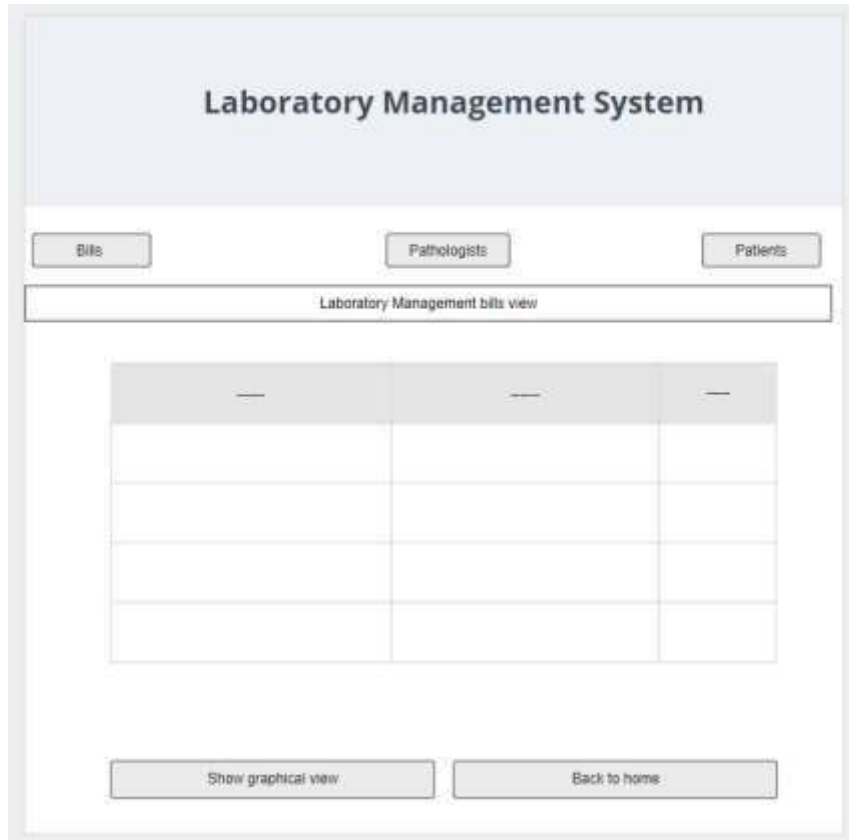 Laboratory Management System
Bills
Pathologists
Patients
Laboratory Management bills view
Show graphical view
Back to home